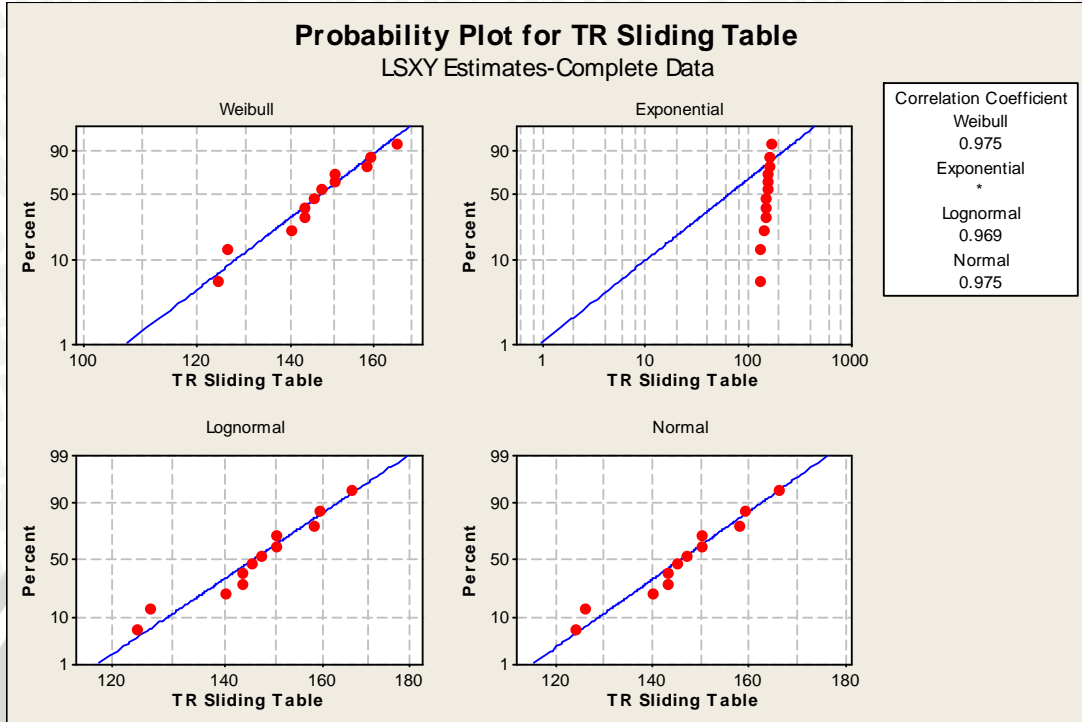 Probability Plot for TR Sliding Table
LSXY Estimates-Complete Data
Weibull
90
50
10
1
Percent
100 120 140 160
TR Sliding Table
Exponential
90
50
10
1
Percent
1 10 100 1000
TR Sliding Table
Correlation Coefficient
Weibull
0.975
Exponential
*
Lognormal
0.969
Normal
0.975
Lognormal
99
90
50
10
1
Percent
120 140 160 180
TR Sliding Table
Normal
99
90
50
10
1
Percent
120 140 160 180
TR Sliding Table